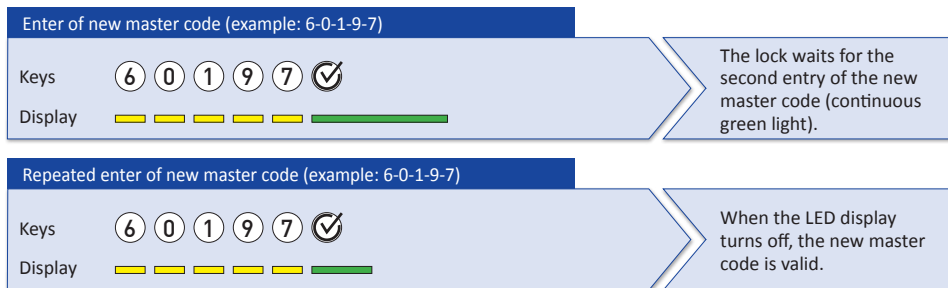 Enter of new master code (example: 6-0-1-9-7)
Keys 6 0 1 9 7
Display
The lock waits for the
second entry of the new
master code (continuous
green light).
Repeated enter of new master code (example: 6-0-1-9-7)
Keys 6 0 1 9 7
Display
When the LED display
turns off, the new master
code is valid.